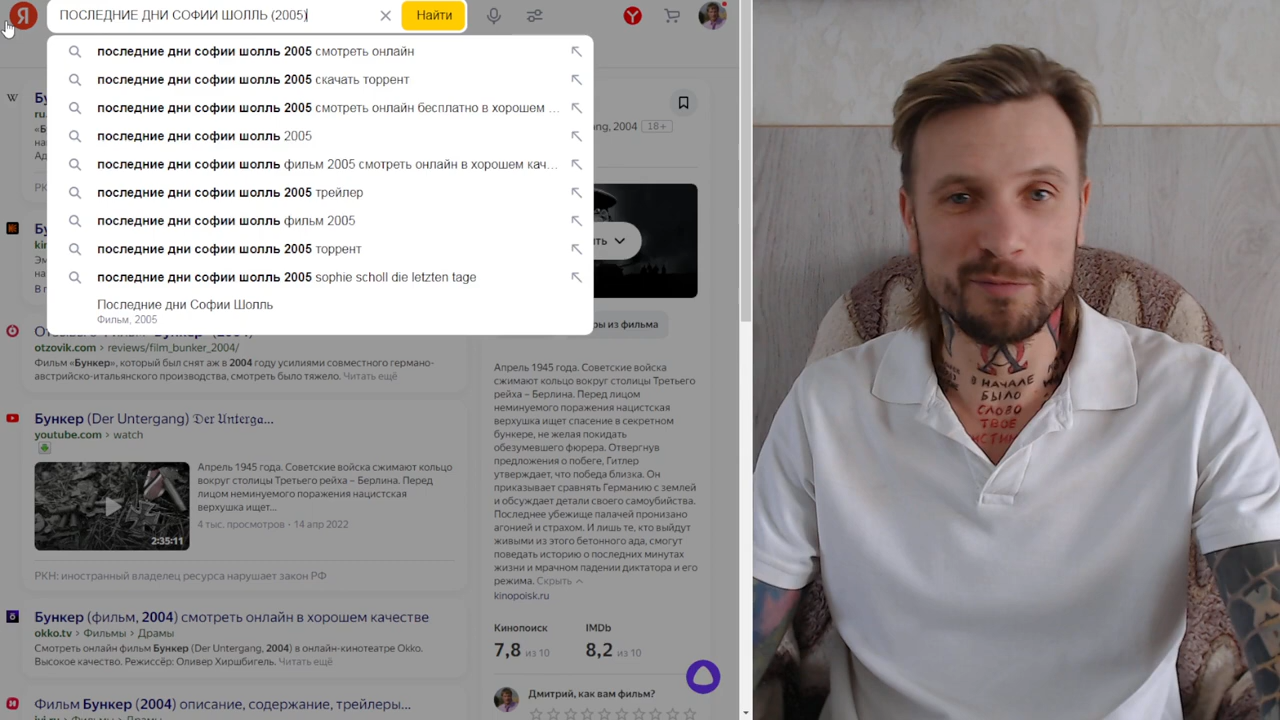 Я
ПОСЛЕДНИЕ ДНИ СОФИИ ШОЛЛЬ (2005)
Найти
последние дни софии шолль 2005 смотреть онлайн
последние дни софии шолль 2005 скачать торрент
последние дни софии шолль 2005 смотреть онлайн бесплатно в хорошем ...
последние дни софии шолль 2005
последние дни софии шолль фильм 2005 смотреть онлайн в хорошем кач...
последние дни софии шолль 2005 трейлер
последние дни софии шолль фильм 2005
последние дни софии шолль 2005 торрент
последние дни софии шолль 2005 sophie scholl die letzten tage
Последние дни Софии Шолль
Фильм, 2005
otzovik.com › reviews/film_bunker_2004/
Фильм «Бункер», который был снят аж в 2004 году усилиями совместного германо-
австрийско-итальянского производства, смотреть было тяжело. Читать ещё
Бункер (Der Untergang) 𝔇𝔢𝔯 𝔘𝔫𝔱𝔢𝔯𝔤𝔞...
youtube.com › watch
Апрель 1945 года. Советские войска сжимают кольцо
вокруг столицы Третьего рейха – Берлина. Перед
лицом неминуемого поражения нацистская
верхушка ищет...
4 тыс. просмотров · 14 апр 2022
2:35:11
РКН: иностранный владелец ресурса нарушает закон РФ
Бункер (фильм, 2004) смотреть онлайн в хорошем качестве
okko.tv › Фильмы › Драмы
Смотреть онлайн фильм Бункер (Der Untergang, 2004) в онлайн-кинотеатре Okko.
Высокое качество. Режиссёр: Оливер Хиршбигель. Читать ещё
Фильм Бункер (2004) описание, содержание, трейлеры...
ng, 2004 18+
ть
ры из фильма
Апрель 1945 года. Советские войска
сжимают кольцо вокруг столицы Третьего
рейха – Берлина. Перед лицом
неминуемого поражения нацистская
верхушка ищет спасение в секретном
бункере, не желая покидать
обезумевшего фюрера. Отвергнув
предложения о побеге, Гитлер
утверждает, что победа близка. Он
приказывает сравнять Германию с землей
и обсуждает детали своего самоубийства.
Последнее убежище палачей пронизано
агонией и страхом. И лишь те, кто выйдут
живыми из этого бетонного ада, смогут
поведать историю о последних минутах
жизни и мрачном падении диктатора и его
режима. Скрыть
kinopoisk.ru
Кинопоиск IMDb
7,8 из 10 8,2 из 10
Дмитрий, как вам фильм?
В НАЧАЛЕ
БЫЛО
СЛОВО
ТВОЕ
ИСТИН